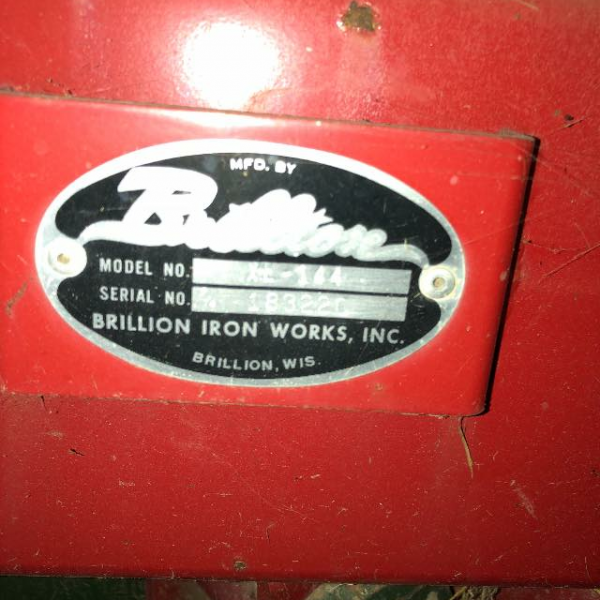 MFD. BY
Brillion
MODEL NO.
SERIAL NO.
BRILLION IRON WORKS, INC.
BRILLION, WIS.